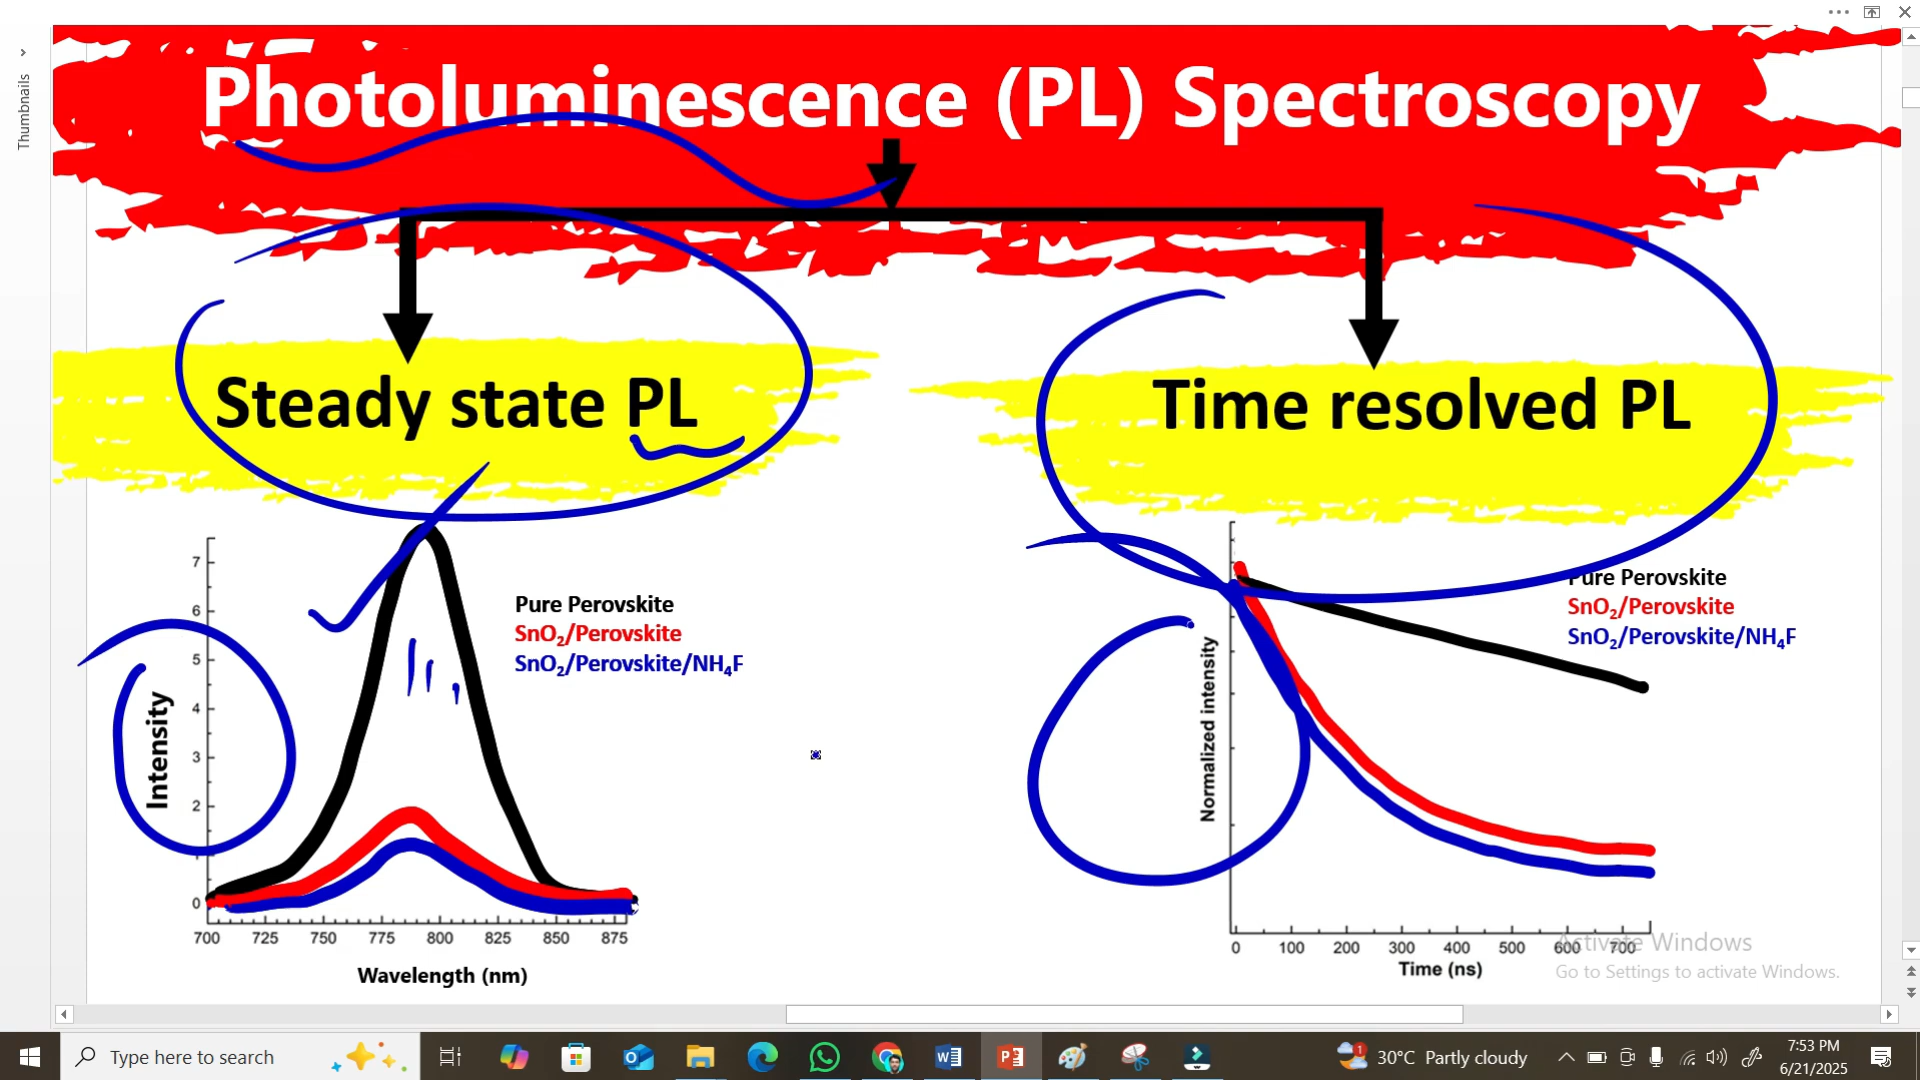 Thumbnails
Photoluminescence (PL) Spectroscopy
Steady state PL
Time resolved PL
7
6
5
4
3
2
0
Intensity
Pure Perovskite
SnO₂/Perovskite
SnO₂/Perovskite/NH₄F
700 725 750 775 800 825 850 875
Wavelength (nm)
Normalized intensity
Pure Perovskite
SnO₂/Perovskite
SnO₂/Perovskite/NH₄F
0 100 200 300 400 500 600 700
Time (ns)
Activate Windows
Go to Settings to activate Windows.
Type here to search
1
30°C Partly cloudy
7:53 PM
6/21/2025